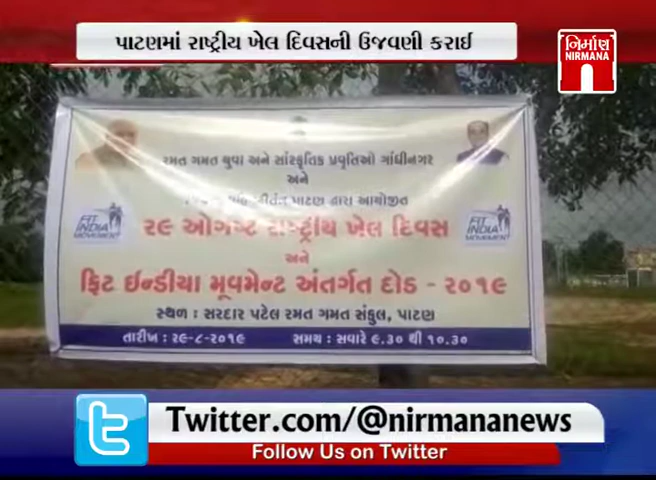 પાટણમાં રાષ્ટ્રીય ખેલ દિવસની ઉજવણી કરાઈ
નિર્માણ
NIRMANA
રમત ગમત યુવા અને સાંસ્કૃતિક પ્રવૃતિઓ ગાંધીનગર
અને
પાટણ દ્વારા આયોજીત
FIT INDIA MOVEMENT
૨૯ ઓગષ્ટ રાષ્ટ્રીય ખેલ દિવસ
FIT INDIA MOVEMENT
અને
ફિટ ઇન્ડીયા મૂવમેન્ટ અંતર્ગત દોડ - ૨૦૧૯
સ્થળ : સરદાર પટેલ રમત ગમત સંકુલ, પાટણ
તારીખ : ૨૯-૮-૨૦૧૯ સમય : સવારે ૯.૩૦ થી ૧૦.૩૦
Twitter.com/@nirmananews
Follow Us on Twitter